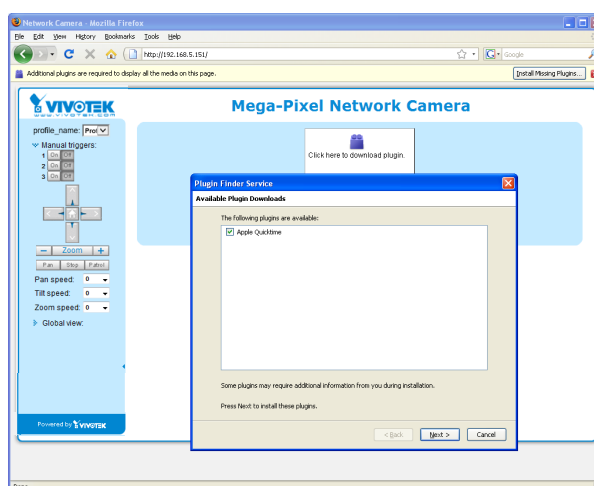 Network Camera - Mozilla Firefox
File Edit View History Bookmarks Tools Help
http://192.168.5.151/
Google
Additional plugins are required to display all the media on this page.
Install Missing Plugins...
VIVOTEK
www.vivotek.com
Mega-Pixel Network Camera
profile_name:
Manual triggers:
1 On Off
2 On Off
3 On Off
Click here to download plugin.
Plugin Finder Service
Available Plugin Downloads
The following plugins are available:
Apple Quicktime
Zoom
Pan Stop Patrol
Pan speed: 0
Tilt speed: 0
Zoom speed: 0
Global view:
Some plugins may require additional information from you during installation.
Press Next to install these plugins.
Powered by VIVOTEK
< Back Next > Cancel
Done